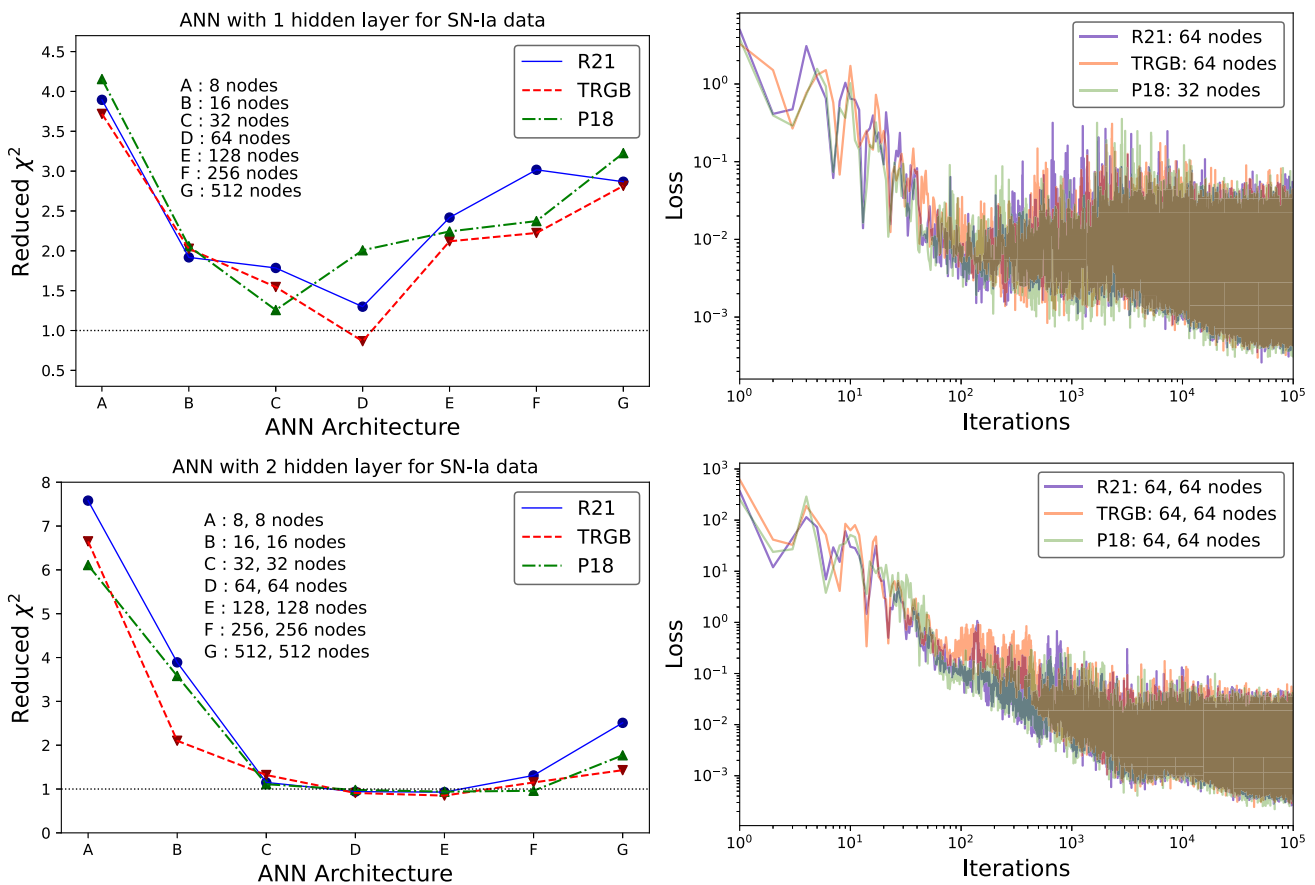 ANN with 1 hidden layer for SN-Ia data
Reduced χ²
4.5
4.0
3.5
3.0
2.5
2.0
1.5
1.0
0.5
A : 8 nodes
B : 16 nodes
C : 32 nodes
D : 64 nodes
E : 128 nodes
F : 256 nodes
G : 512 nodes
R21
TRGB
P18
A B C D E F G
ANN Architecture
Loss
10⁰
10⁻¹
10⁻²
10⁻³
R21: 64 nodes
TRGB: 64 nodes
P18: 32 nodes
10⁰ 10¹ 10² 10³ 10⁴ 10⁵
Iterations
ANN with 2 hidden layer for SN-Ia data
Reduced χ²
8
7
6
5
4
3
2
1
0
A : 8, 8 nodes
B : 16, 16 nodes
C : 32, 32 nodes
D : 64, 64 nodes
E : 128, 128 nodes
F : 256, 256 nodes
G : 512, 512 nodes
R21
TRGB
P18
A B C D E F G
ANN Architecture
Loss
10³
10²
10¹
10⁰
10⁻¹
10⁻²
10⁻³
R21: 64, 64 nodes
TRGB: 64, 64 nodes
P18: 64, 64 nodes
10⁰ 10¹ 10² 10³ 10⁴ 10⁵
Iterations